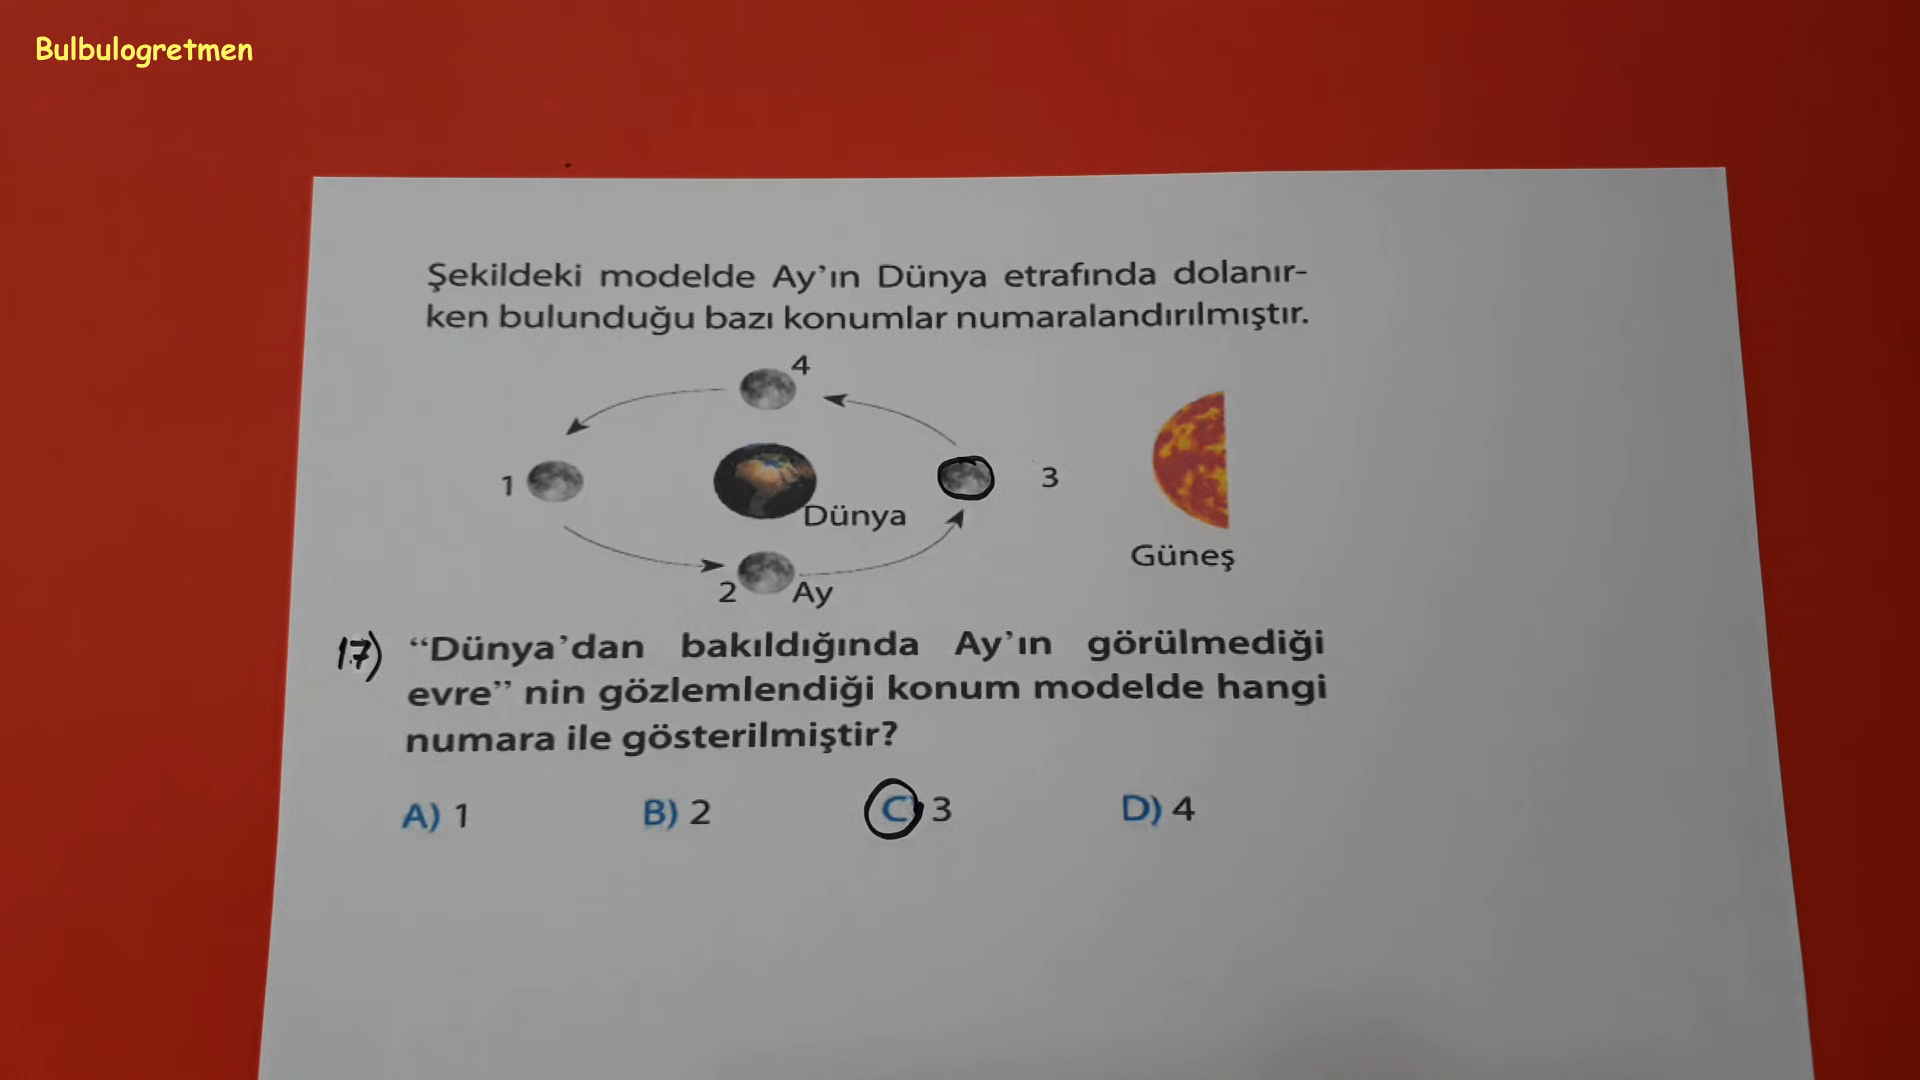 Bulbulogretmen
Şekildeki modelde Ay’ın Dünya etrafında dolanır-
ken bulunduğu bazı konumlar numaralandırılmıştır.
4
1
3
Dünya
Güneş
2 Ay
17) “Dünya’dan bakıldığında Ay’ın görülmediği
evre” nin gözlemlendiği konum modelde hangi
numara ile gösterilmiştir?
A) 1 B) 2 C) 3 D) 4